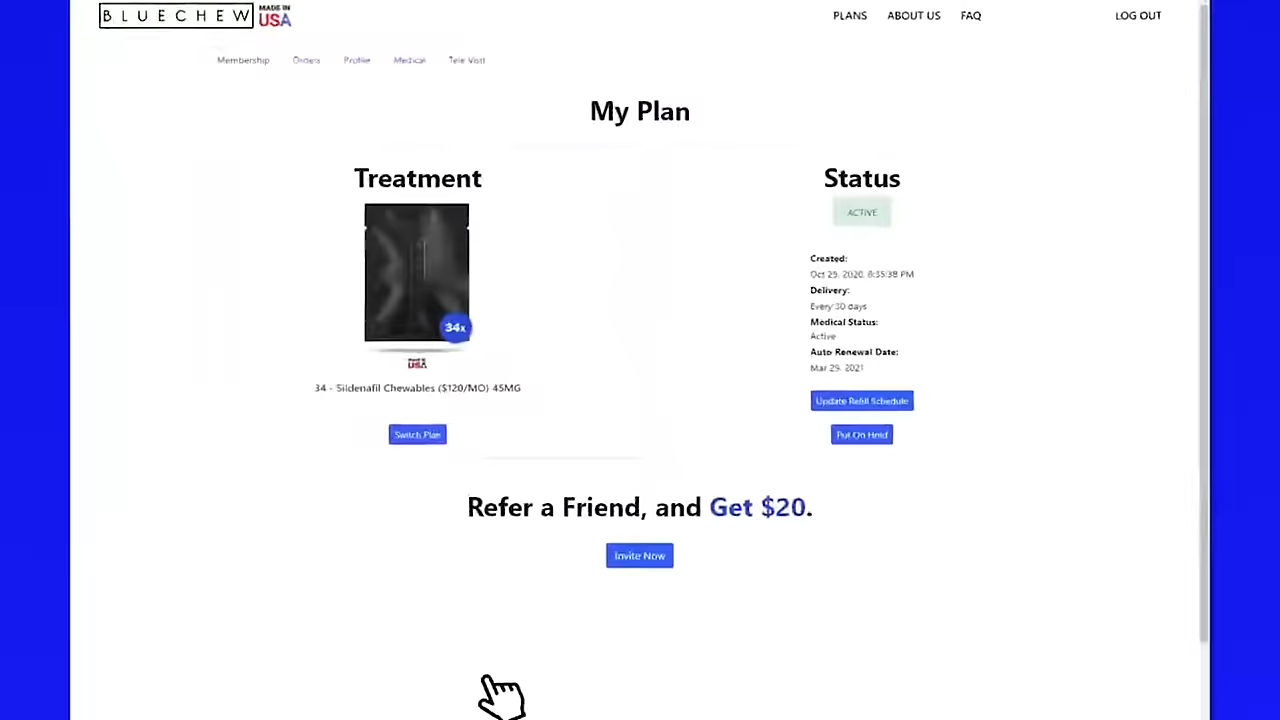 BLUECHEW
MADE IN
USA
PLANS
ABOUT US
FAQ
LOG OUT
Membership
Orders
Profile
Medical
Tele Visit
My Plan
Treatment
34x
USA
34 - Sildenafil Chewables ($120/MO) 45MG
Switch Plan
Status
ACTIVE
Created:
Oct 29, 2020, 8:35:38 PM
Delivery:
Every 30 days
Medical Status:
Active
Auto Renewal Date:
Mar 29, 2021
Update Refill Schedule
Put On Hold
Refer a Friend, and Get $20.
Invite Now